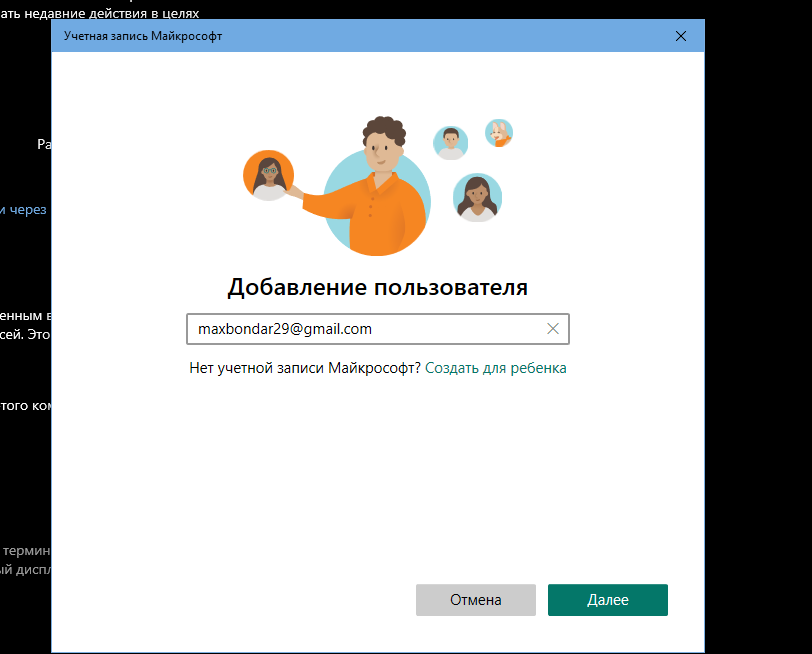 ать недавние действия в целях
Учетная запись Майкрософт
Ра
и через
Добавление пользователя
енным в
maxbondar29@gmail.com
сей. Это
Нет учетной записи Майкрософт? Создать для ребенка
этого ком
термин
ый диспл
Отмена
Далее